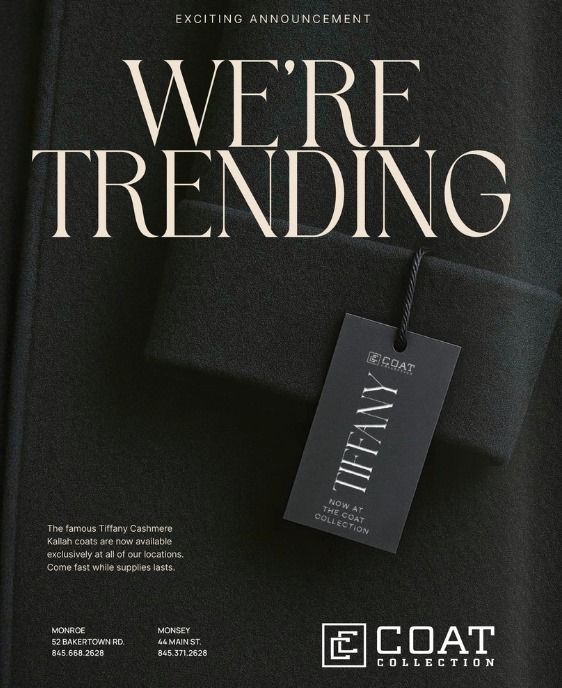 EXCITING ANNOUNCEMENT
WE'RE
TRENDING
COAT
COLLECTION
TIFFANY
NOW AT
THE COAT
COLLECTION
The famous Tiffany Cashmere
Kallah coats are now available
exclusively at all of our locations.
Come fast while supplies lasts.
MONROE
52 BAKERTOWN RD.
845.668.2628
MONSEY
44 MAIN ST.
845.371.2628
COAT
COLLECTION